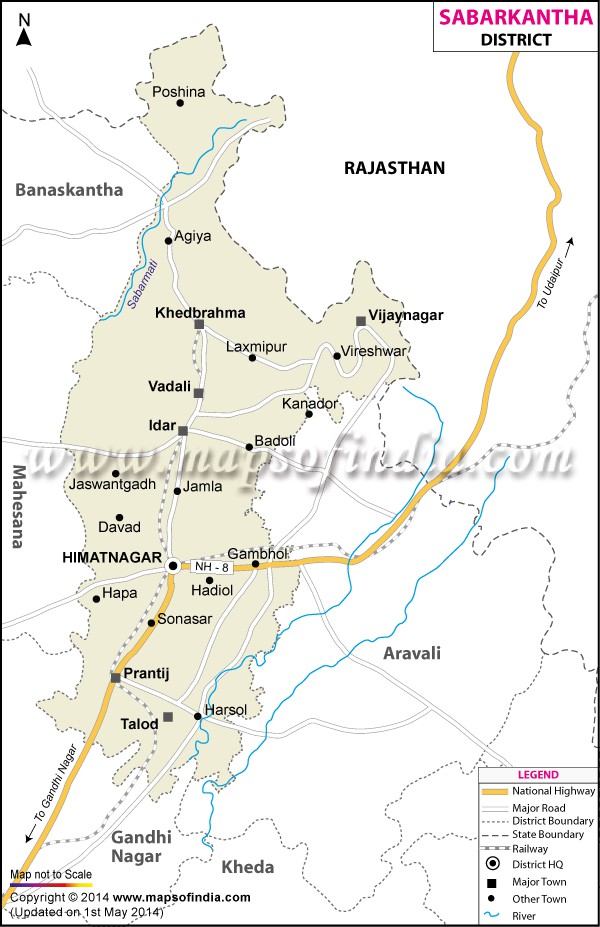 SABARKANTHA
DISTRICT
N
Poshina
RAJASTHAN
Banaskantha
Agiya
To Udaipur
Sabarmati
Khedbrahma
Vijaynagar
Laxmipur
Vireshwar
Vadali
Kanador
Idar
Badoli
www.mapsofindia.com
Mahesana
Jaswantgadh
Jamla
Davad
HIMATNAGAR
Gambhoi
NH - 8
Hadiol
Hapa
Sonasar
Aravali
Prantij
Talod
Harsol
To Gandhi Nagar
Gandhi
Nagar
Kheda
LEGEND
National Highway
Major Road
District Boundary
State Boundary
Railway
District HQ
Major Town
Other Town
River
Map not to Scale
Copyright © 2014 www.mapsofindia.com
(Updated on 1st May 2014)